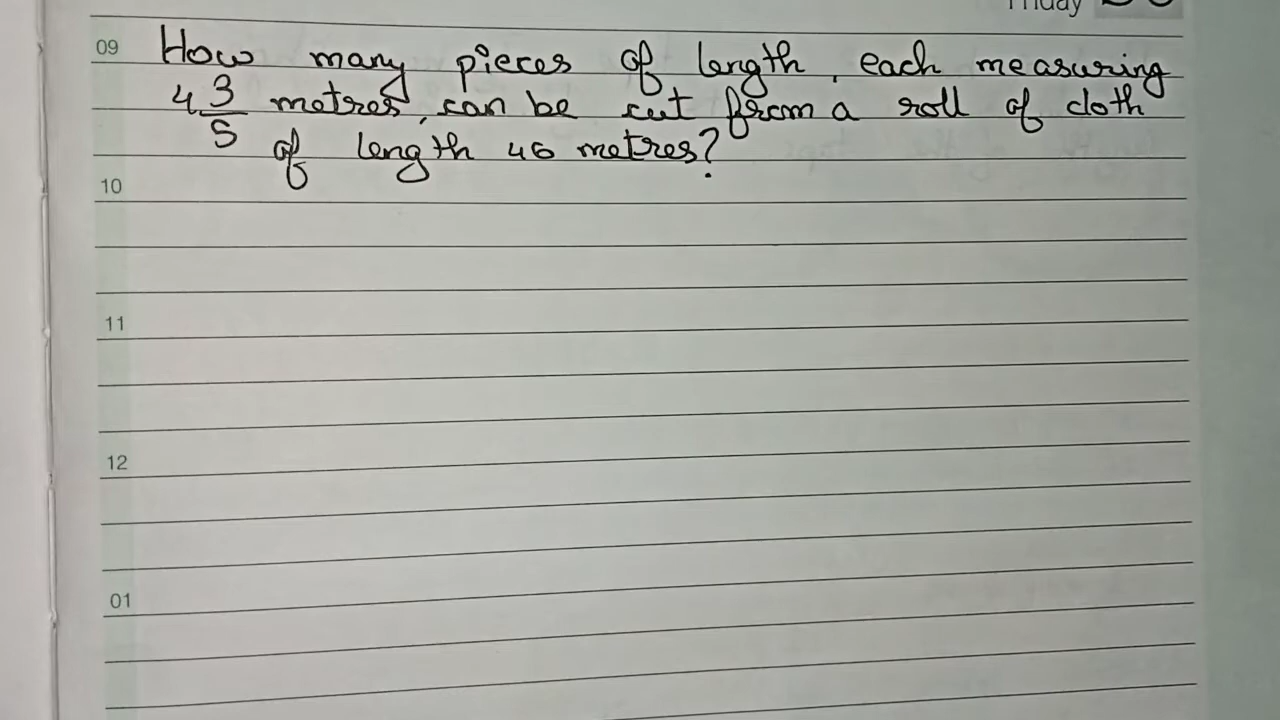 Friday
09 How many pieces of length, each measuring
4 3/5 metres, can be cut from a roll of cloth
of length 46 metres?
10
11
12
01